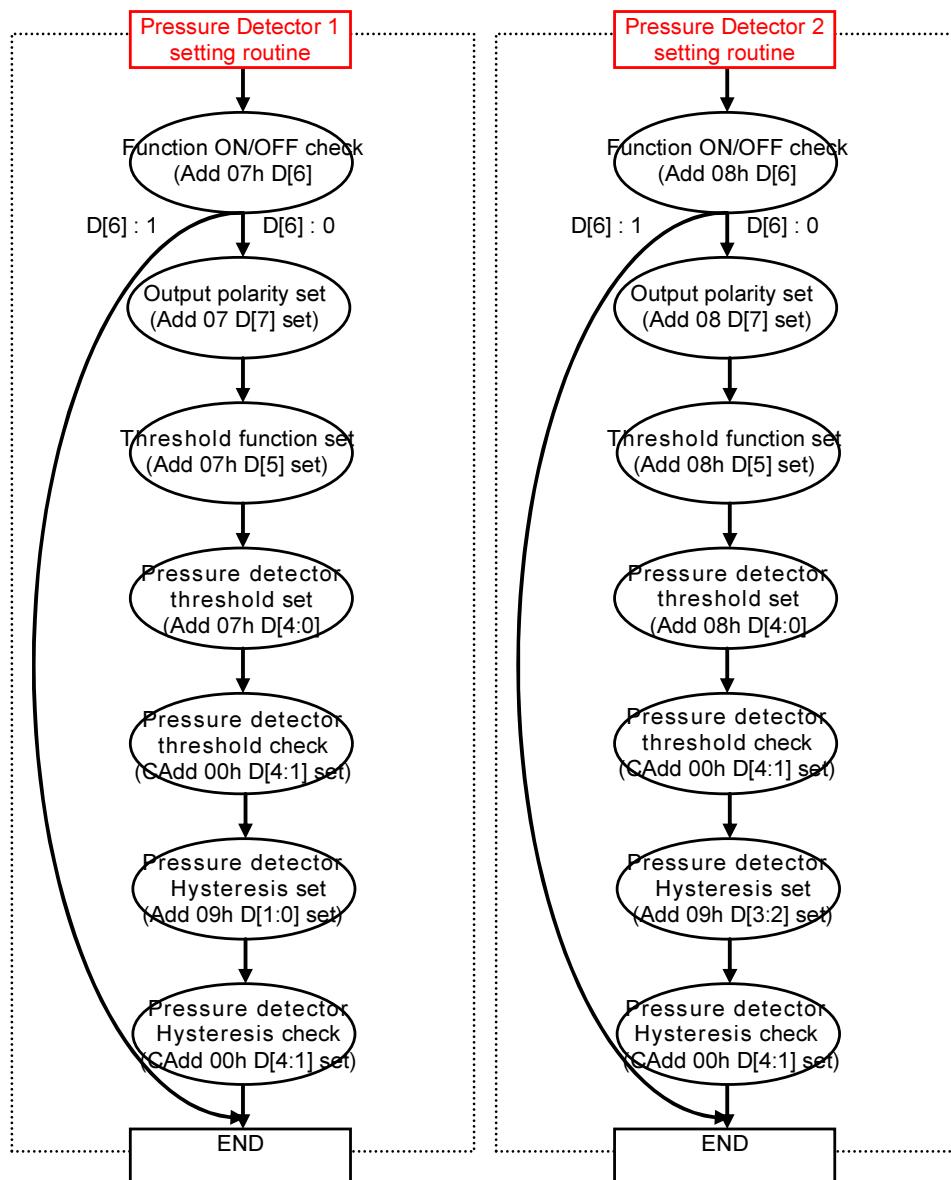 Pressure Detector 1
setting routine
Function ON/OFF check
(Add 07h D[6]
D[6] : 1
D[6] : 0
Output polarity set
(Add 07 D[7] set)
Threshold function set
(Add 07h D[5] set)
Pressure detector
threshold set
(Add 07h D[4:0]
Pressure detector
threshold check
(CAdd 00h D[4:1] set)
Pressure detector
Hysteresis set
(Add 09h D[1:0] set)
Pressure detector
Hysteresis check
(CAdd 00h D[4:1] set)
END
Pressure Detector 2
setting routine
Function ON/OFF check
(Add 08h D[6]
D[6] : 1
D[6] : 0
Output polarity set
(Add 08 D[7] set)
Threshold function set
(Add 08h D[5] set)
Pressure detector
threshold set
(Add 08h D[4:0]
Pressure detector
threshold check
(CAdd 00h D[4:1] set)
Pressure detector
Hysteresis set
(Add 09h D[3:2] set)
Pressure detector
Hysteresis check
(CAdd 00h D[4:1] set)
END